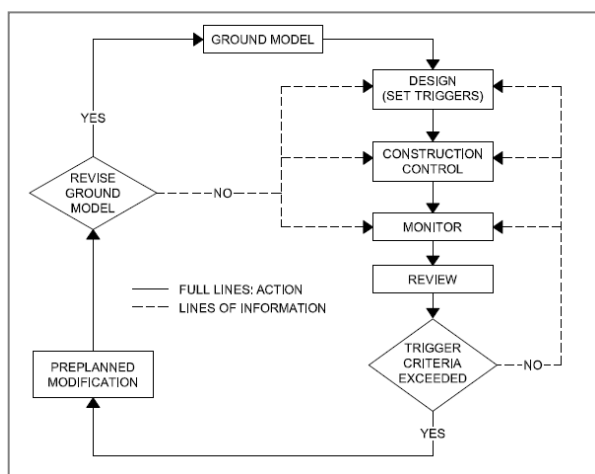 GROUND MODEL
DESIGN
(SET TRIGGERS)
YES
CONSTRUCTION
CONTROL
REVISE
GROUND
MODEL
NO
MONITOR
REVIEW
FULL LINES: ACTION
LINES OF INFORMATION
TRIGGER
CRITERIA
EXCEEDED
NO
PREPLANNED
MODIFICATION
YES